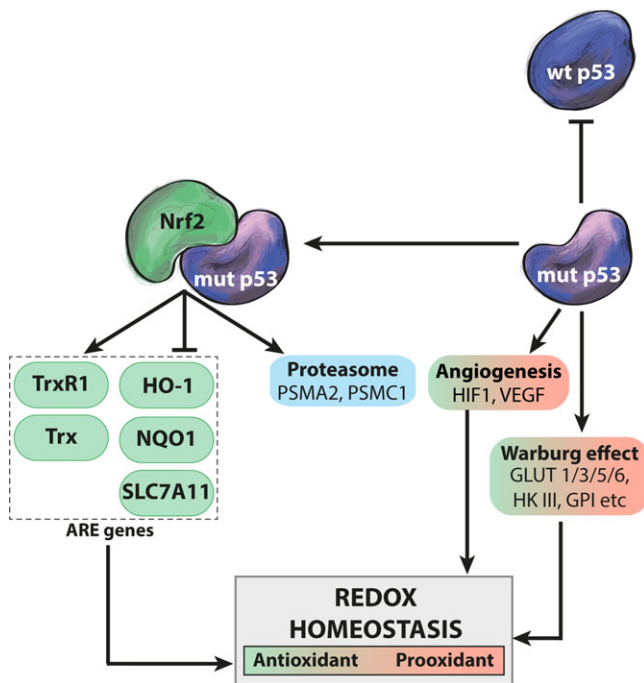 wt p53
Nrf2
mut p53
mut p53
TrxR1
HO-1
Trx
NQO1
SLC7A11
ARE genes
Proteasome
PSMA2, PSMC1
Angiogenesis
HIF1, VEGF
Warburg effect
GLUT 1/3/5/6,
HK III, GPI etc
REDOX
HOMEOSTASIS
Antioxidant Prooxidant